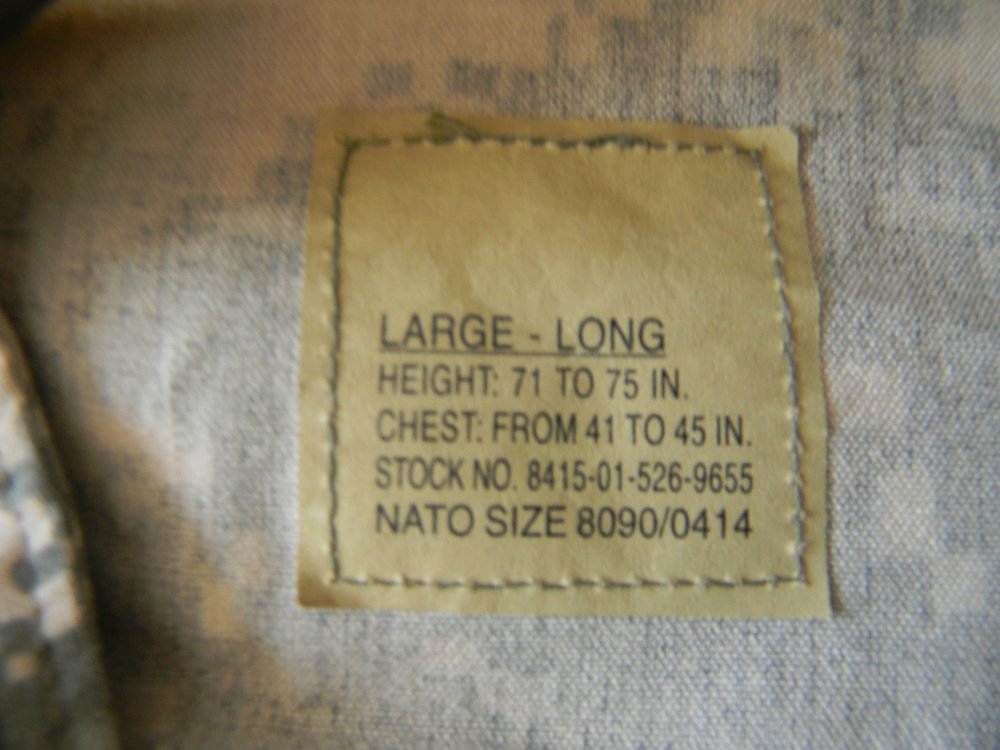 LARGE - LONG
HEIGHT: 71 TO 75 IN.
CHEST: FROM 41 TO 45 IN.
STOCK NO. 8415-01-526-9655
NATO SIZE 8090/0414